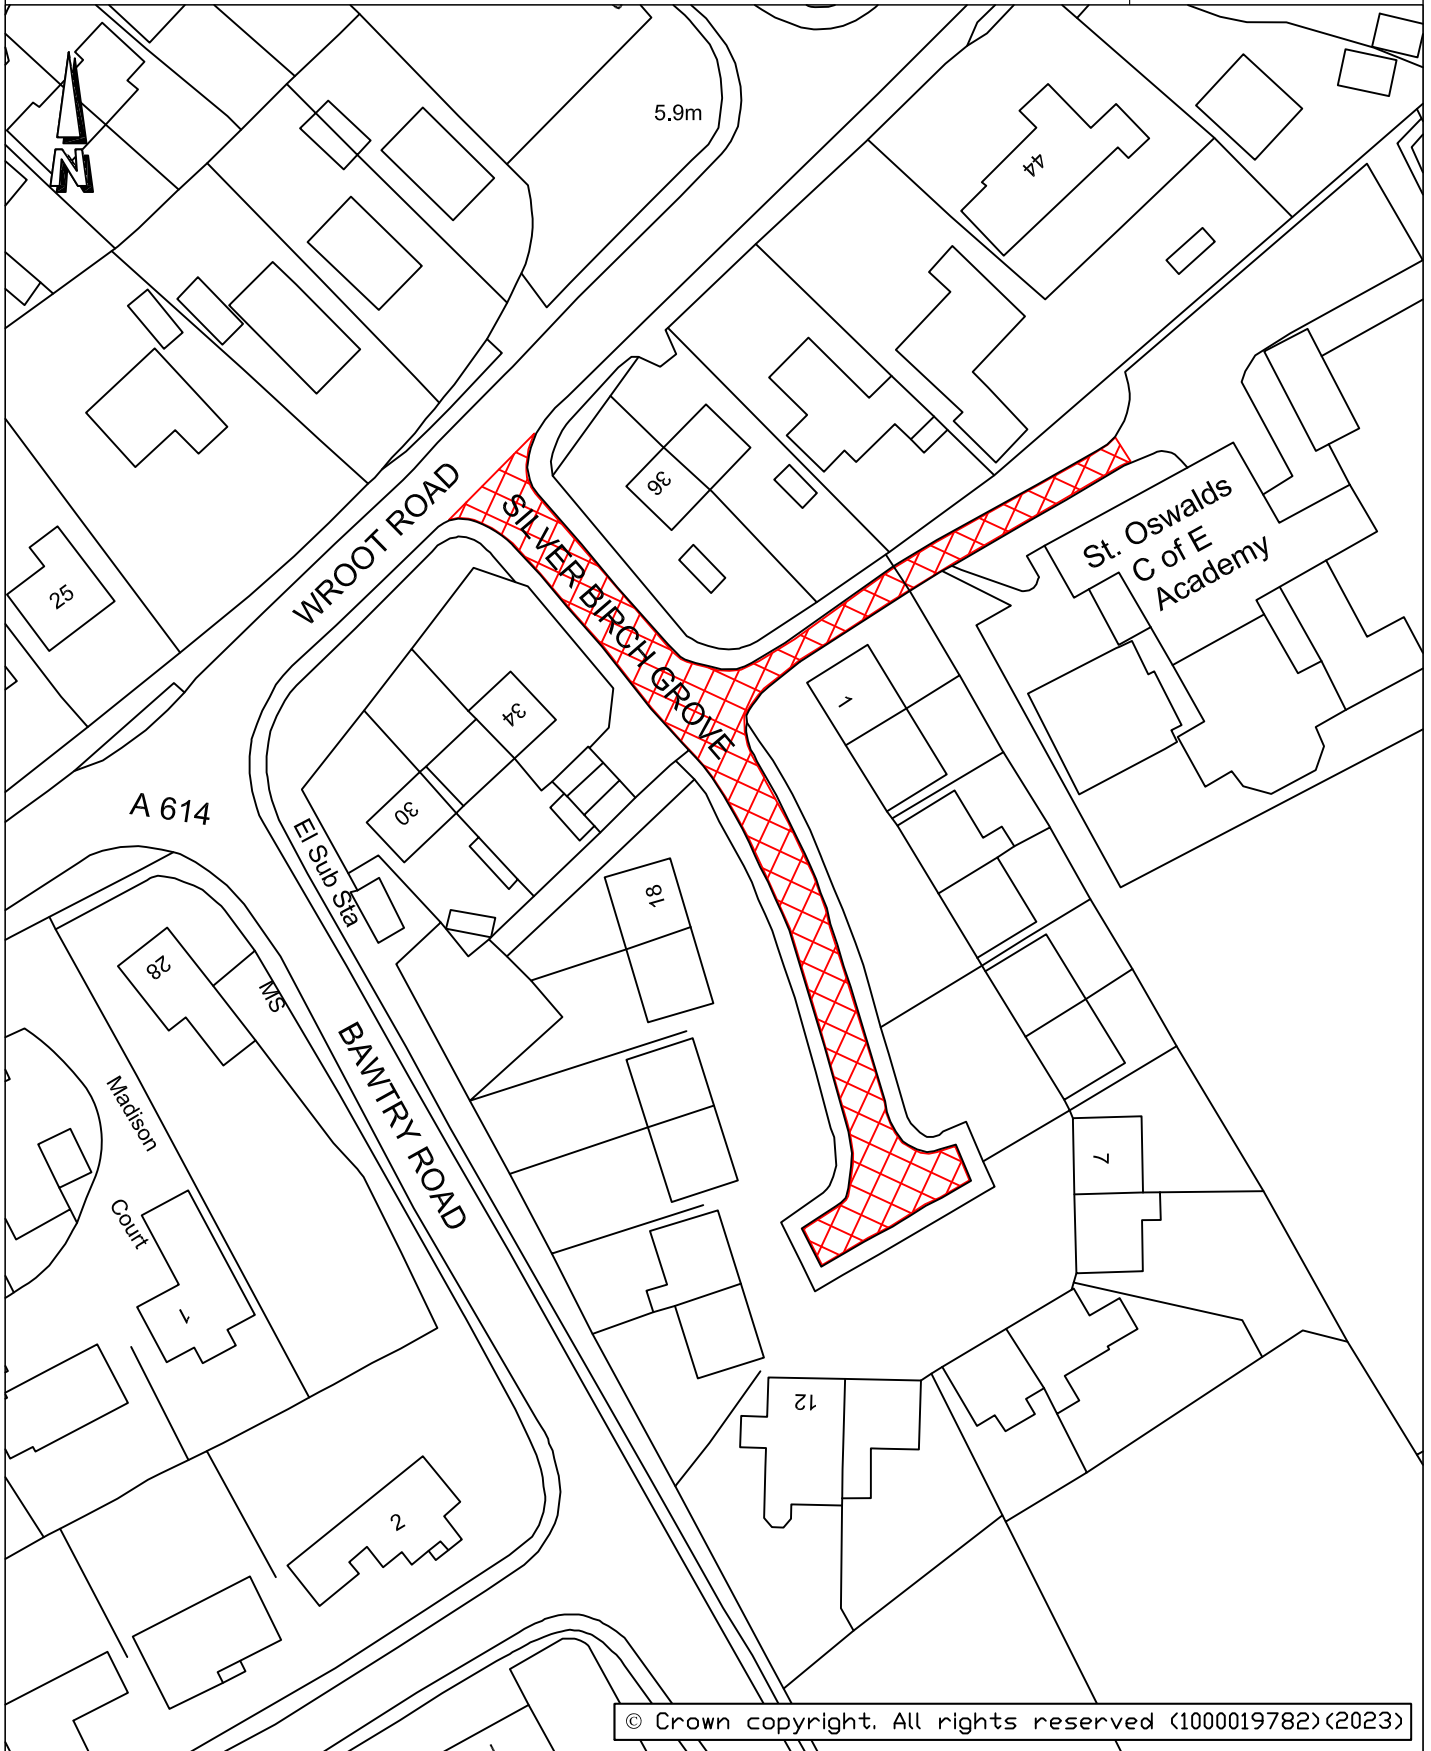 N
5.9m
44
36
SILVER BIRCH GROVE
WROOT ROAD
25
St. Oswalds
C of E
Academy
1
34
30
A 614
El Sub Sta
18
28
MS
BAWTRY ROAD
Madison
Court
7
1
12
2
© Crown copyright. All rights reserved (1000019782)(2023)